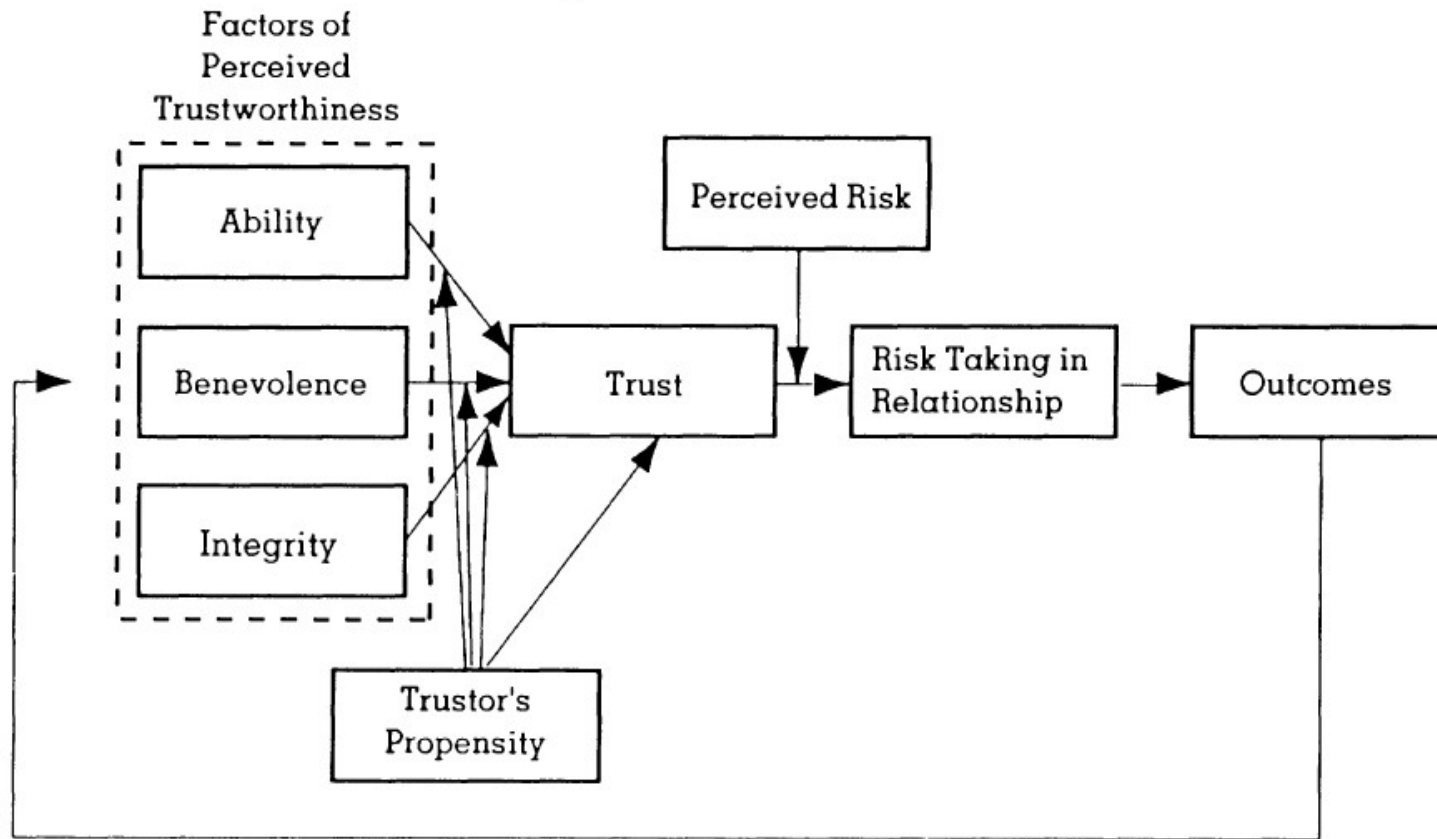 Factors of
Perceived
Trustworthiness
Ability
Benevolence
Integrity
Trustor's
Propensity
Trust
Perceived Risk
Risk Taking in
Relationship
Outcomes